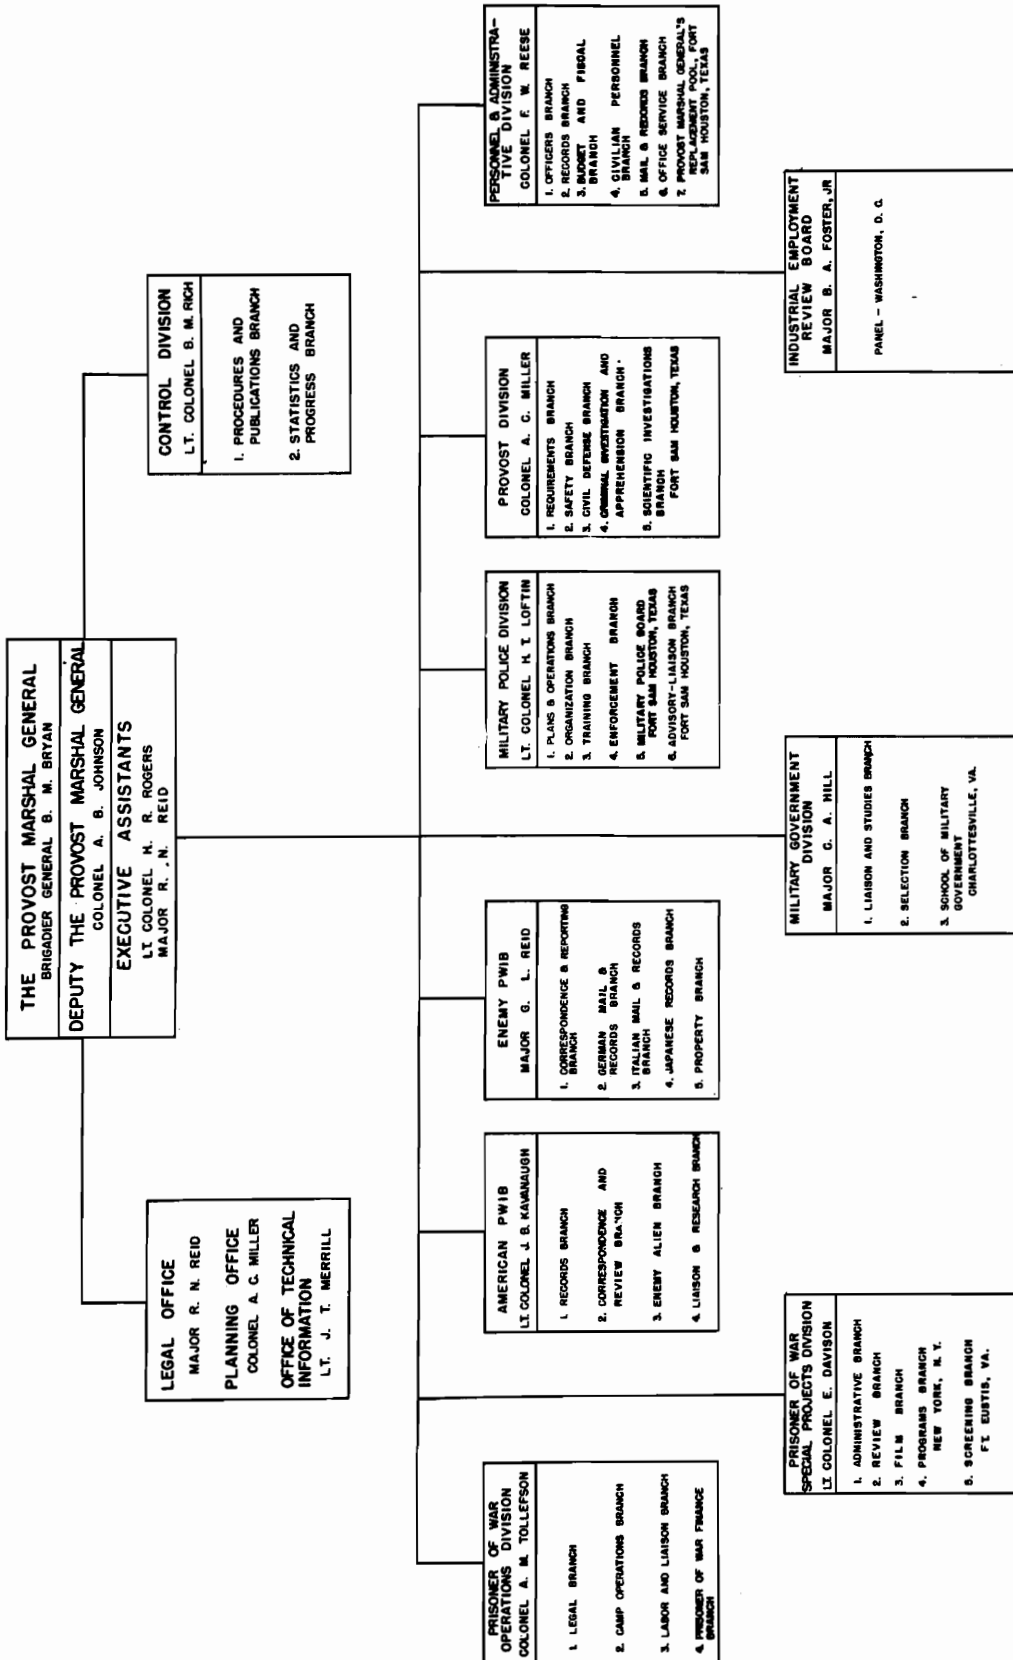 THE PROVOST MARSHAL GENERAL
BRIGADIER GENERAL B. M. BRYAN
DEPUTY THE PROVOST MARSHAL GENERAL
COLONEL A. B. JOHNSON
EXECUTIVE ASSISTANTS
LT. COLONEL H. R. ROGERS
MAJOR R. N. REID
LEGAL OFFICE
MAJOR R. N. REID
PLANNING OFFICE
COLONEL A. C. MILLER
OFFICE OF TECHNICAL
INFORMATION
LT. J. T. MERRILL
CONTROL DIVISION
LT. COLONEL B. M. RICH
1. PROCEDURES AND
PUBLICATIONS BRANCH
2. STATISTICS AND
PROGRESS BRANCH
PRISONER OF WAR
OPERATIONS DIVISION
COLONEL A. M. TOLLEFSON
1. LEGAL BRANCH
2. CAMP OPERATIONS BRANCH
3. LABOR AND LIAISON BRANCH
4. PRISONER OF WAR FINANCE
BRANCH
AMERICAN PWIB
LT. COLONEL J. B. KAVANAUGH
1. RECORDS BRANCH
2. CORRESPONDENCE AND
REVIEW BRANCH
3. ENEMY ALIEN BRANCH
4. LIAISON & RESEARCH BRANCH
ENEMY PWIB
MAJOR G. L. REID
1. CORRESPONDENCE & REPORTING
BRANCH
2. GERMAN MAIL &
RECORDS BRANCH
3. ITALIAN MAIL & RECORDS
BRANCH
4. JAPANESE RECORDS BRANCH
5. PROPERTY BRANCH
MILITARY POLICE DIVISION
LT. COLONEL H. T. LOFTIN
1. PLANS & OPERATIONS BRANCH
2. ORGANIZATION BRANCH
3. TRAINING BRANCH
4. ENFORCEMENT BRANCH
5. MILITARY POLICE BOARD
FORT SAM HOUSTON, TEXAS
6. ADVISORY-LIAISON BRANCH
FORT SAM HOUSTON, TEXAS
PROVOST DIVISION
COLONEL A. C. MILLER
1. REQUIREMENTS BRANCH
2. SAFETY BRANCH
3. CIVIL DEFENSE BRANCH
4. CRIMINAL INVESTIGATION AND
APPREHENSION BRANCH.
5. SCIENTIFIC INVESTIGATIONS
BRANCH
FORT SAM HOUSTON, TEXAS
PERSONNEL & ADMINISTRA-
TIVE DIVISION
COLONEL F. W. REESE
1. OFFICERS BRANCH
2. RECORDS BRANCH
3. BUDGET AND FISCAL
BRANCH
4. CIVILIAN PERSONNEL
BRANCH
5. MAIL & RECORDS BRANCH
6. OFFICE SERVICE BRANCH
7. PROVOST MARSHAL GENERAL'S
REPLACEMENT POOL, FORT
SAM HOUSTON, TEXAS
PRISONER OF WAR
SPECIAL PROJECTS DIVISION
LT. COLONEL E. DAVISON
1. ADMINISTRATIVE BRANCH
2. REVIEW BRANCH
3. FILM BRANCH
4. PROGRAMS BRANCH
NEW YORK, N. Y.
5. SCREENING BRANCH
FT. EUSTIS, VA.
MILITARY GOVERNMENT
DIVISION
MAJOR C. A. HILL
1. LIAISON AND STUDIES BRANCH
2. SELECTION BRANCH
3. SCHOOL OF MILITARY
GOVERNMENT
CHARLOTTESVILLE, VA.
INDUSTRIAL EMPLOYMENT
REVIEW BOARD
MAJOR B. A. FOSTER, JR
PANEL - WASHINGTON, D. C.